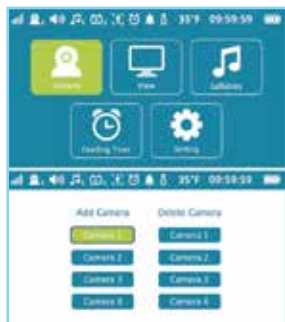 35°F 09:59:59
Camera View Lullabies
Feeding Timer Setting
35°F 09:59:59
Add Camera Delete Camera
Camera 1 Camera 1
Camera 2 Camera 2
Camera 3 Camera 3
Camera 4 Camera 4